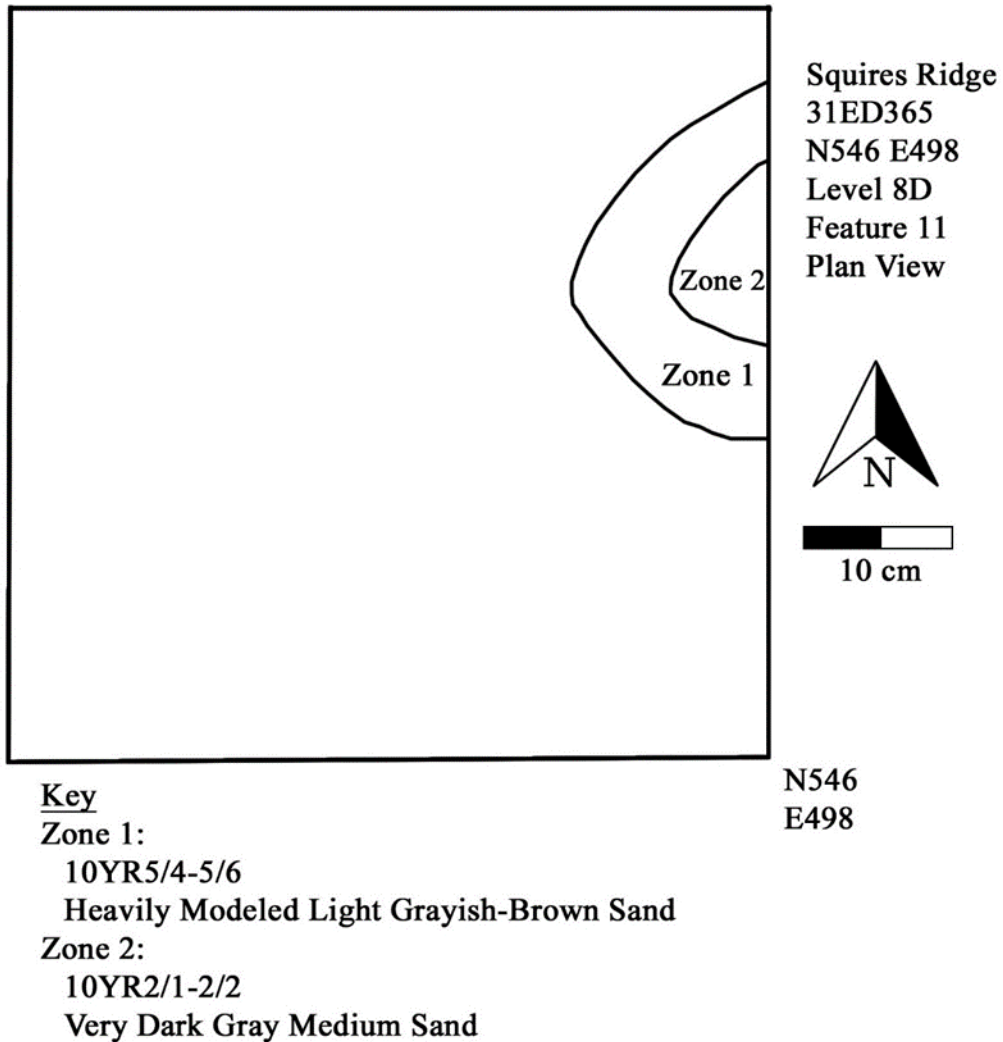 Squires Ridge
31ED365
N546 E498
Level 8D
Feature 11
Plan View
Zone 2
Zone 1
N
10 cm
N546
E498
Key
Zone 1:
10YR5/4-5/6
Heavily Modeled Light Grayish-Brown Sand
Zone 2:
10YR2/1-2/2
Very Dark Gray Medium Sand